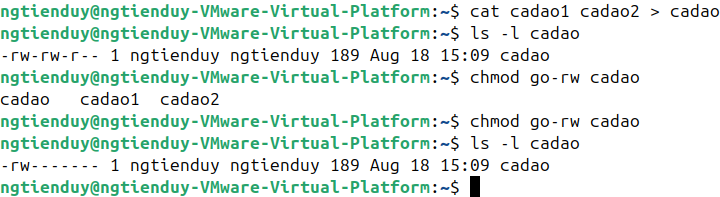 ngtienduy@ngtienduy-VMware-Virtual-Platform:~$ cat cadao1 cadao2 > cadao
ngtienduy@ngtienduy-VMware-Virtual-Platform:~$ ls -l cadao
-rw-rw-r-- 1 ngtienduy ngtienduy 189 Aug 18 15:09 cadao
ngtienduy@ngtienduy-VMware-Virtual-Platform:~$ chmod go-rw cadao
cadao   cadao1  cadao2
ngtienduy@ngtienduy-VMware-Virtual-Platform:~$ chmod go-rw cadao
ngtienduy@ngtienduy-VMware-Virtual-Platform:~$ ls -l cadao
-rw------- 1 ngtienduy ngtienduy 189 Aug 18 15:09 cadao
ngtienduy@ngtienduy-VMware-Virtual-Platform:~$